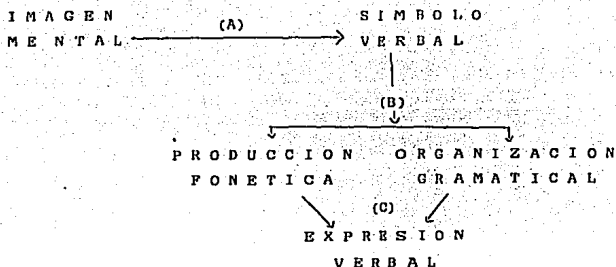 IMAGEN SIMBOLO
MENTAL (A) VERBAL
(B)
PRODUCCION ORGANIZACION
FONETICA GRAMATICAL
(C)
EXPRESION
VERBAL